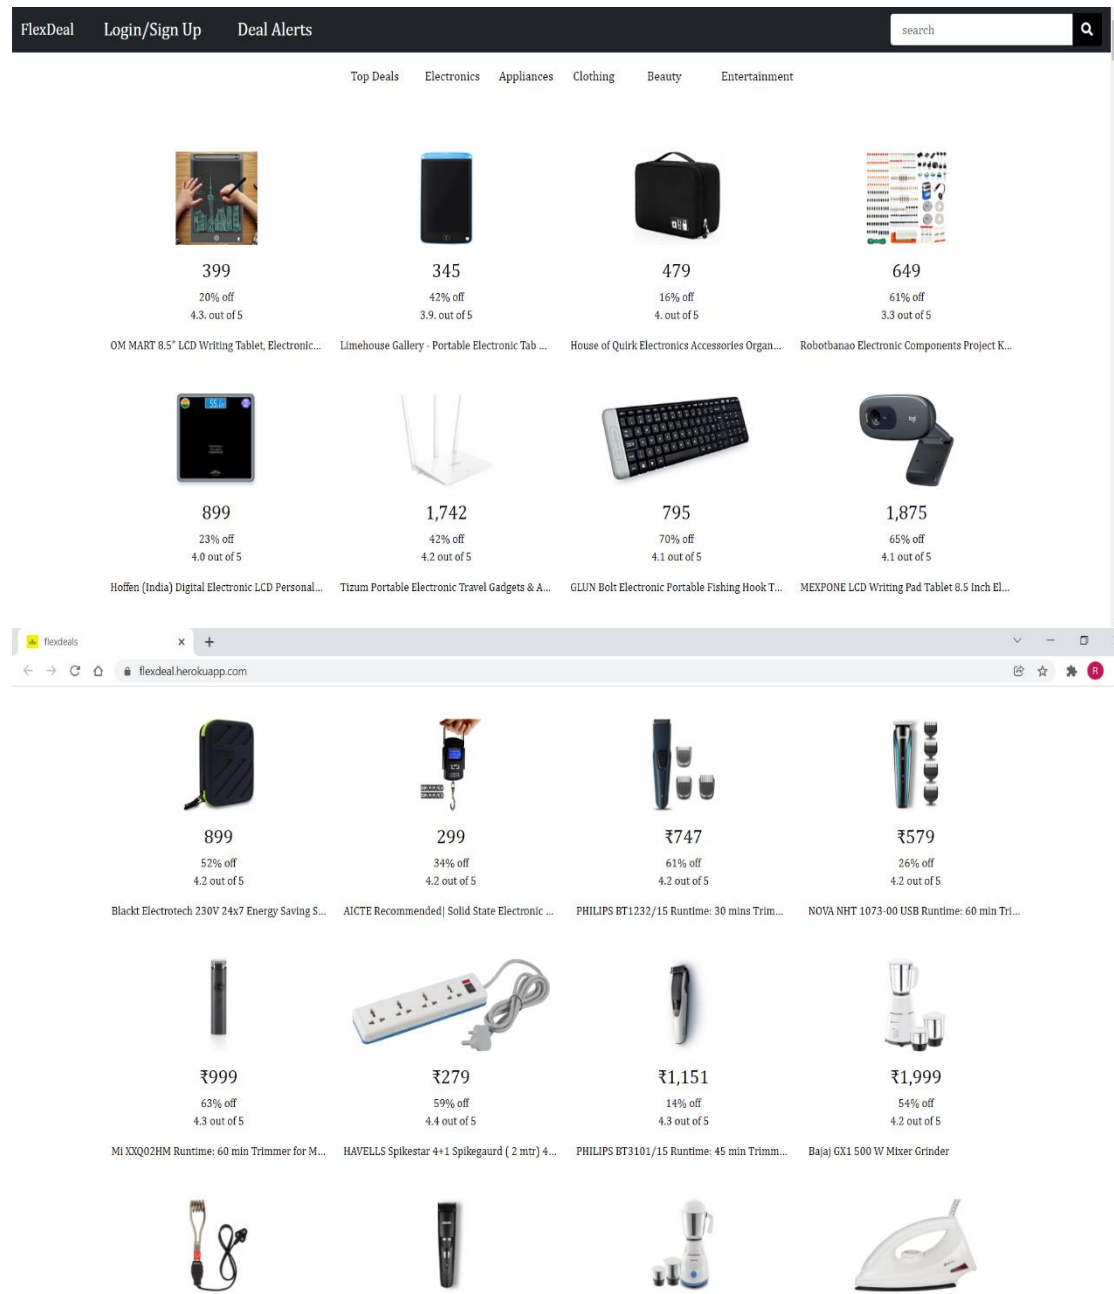 FlexDeal Login/Sign Up Deal Alerts search
Top Deals Electronics Appliances Clothing Beauty Entertainment
399 345 479 649
20% off 42% off 16% off 61% off
4.3. out of 5 3.9. out of 5 4. out of 5 3.3 out of 5
OM MART 8.5" LCD Writing Tablet, Electronic... Limehouse Gallery - Portable Electronic Tab ... House of Quirk Electronics Accessories Organ... Robotbanao Electronic Components Project K...
55.
logi
899 1,742 795 1,875
23% off 42% off 70% off 65% off
4.0 out of 5 4.2 out of 5 4.1 out of 5 4.1 out of 5
Hoffen (India) Digital Electronic LCD Personal... Tizum Portable Electronic Travel Gadgets & A... GLUN Bolt Electronic Portable Fishing Hook T... MEXPONE LCD Writing Pad Tablet 8.5 Inch El...
flexdeals
flexdeal.herokuapp.com R
899 299 ₹747 ₹579
52% off 34% off 61% off 26% off
4.2 out of 5 4.2 out of 5 4.2 out of 5 4.2 out of 5
Blackt Electrotech 230V 24x7 Energy Saving S... AICTE Recommended| Solid State Electronic ... PHILIPS BT1232/15 Runtime: 30 mins Trim... NOVA NHT 1073-00 USB Runtime: 60 min Tri...
₹999 ₹279 ₹1,151 ₹1,999
63% off 59% off 14% off 54% off
4.3 out of 5 4.4 out of 5 4.3 out of 5 4.2 out of 5
Mi XXQ02HM Runtime: 60 min Trimmer for M... HAVELLS Spikestar 4+1 Spikegaurd ( 2 mtr) 4... PHILIPS BT3101/15 Runtime: 45 min Trimm... Bajaj GX1 500 W Mixer Grinder